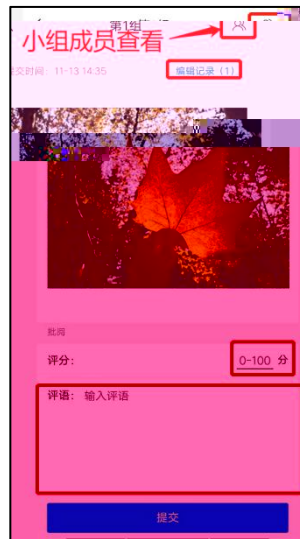 第1组
小组成员查看
交时间：11-13 14:35
编辑记录（1）
批阅
评分：
0-100 分
评语：输入评语
提交